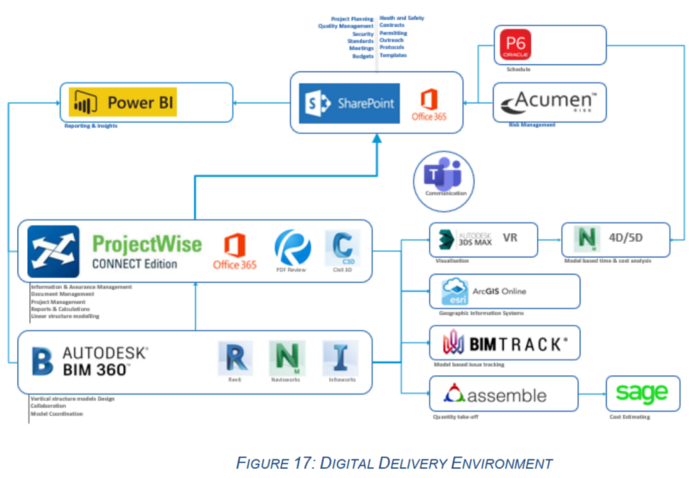 Project Planning
Health and Safety
Quality Management
Contracts
Security
Permitting
Standards
Outreach
Meetings
Protocols
Budgets
Templates
P6
ORACLE
Schedule
Power BI
Reporting & Insights
S
SharePoint
Office 365
Acumen™
RISK
Risk Management
T
Communication
ProjectWise
CONNECT Edition
Office 365
PDF Review
C
C3D
Civil 3D
Information & Assurance Management
Document Management
Project Management
Reports & Calculations
Linear structure modelling
AUTODESK
3DS MAX
VR
Visualisation
N
4D/5D
Model based time & cost analysis
esri
ArcGIS Online
Geographic Information Systems
B
AUTODESK®
BIM 360™
R
Revit
N
Navisworks
I
Infraworks
Vertical structure models Design
Collaboration
Model Coordination
BIMTRACK®
Model based issue tracking
assemble
Quantity take-off
sage
Cost Estimating
FIGURE 17: DIGITAL DELIVERY ENVIRONMENT